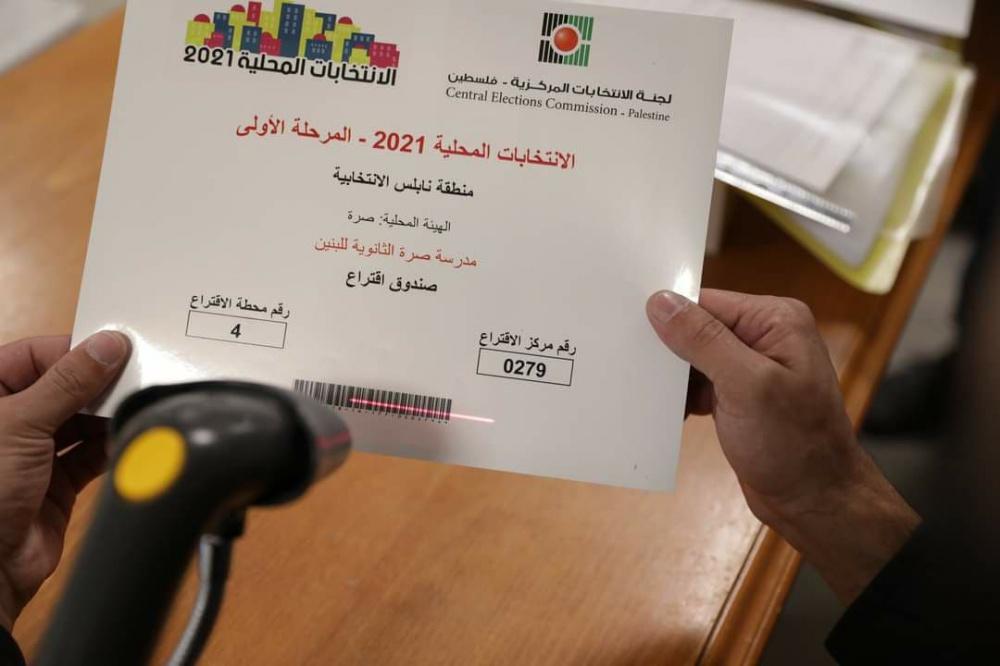 الانتخابات المحلية 2021
لجنة الانتخابات المركزية - فلسطين
Central Elections Commission - Palestine
الانتخابات المحلية 2021 - المرحلة الأولى
منطقة نابلس الانتخابية
الهيئة المحلية: صرة
مدرسة صرة الثانوية للبنين
صندوق اقتراع
رقم مركز الاقتراع
0279
رقم محطة الاقتراع
4